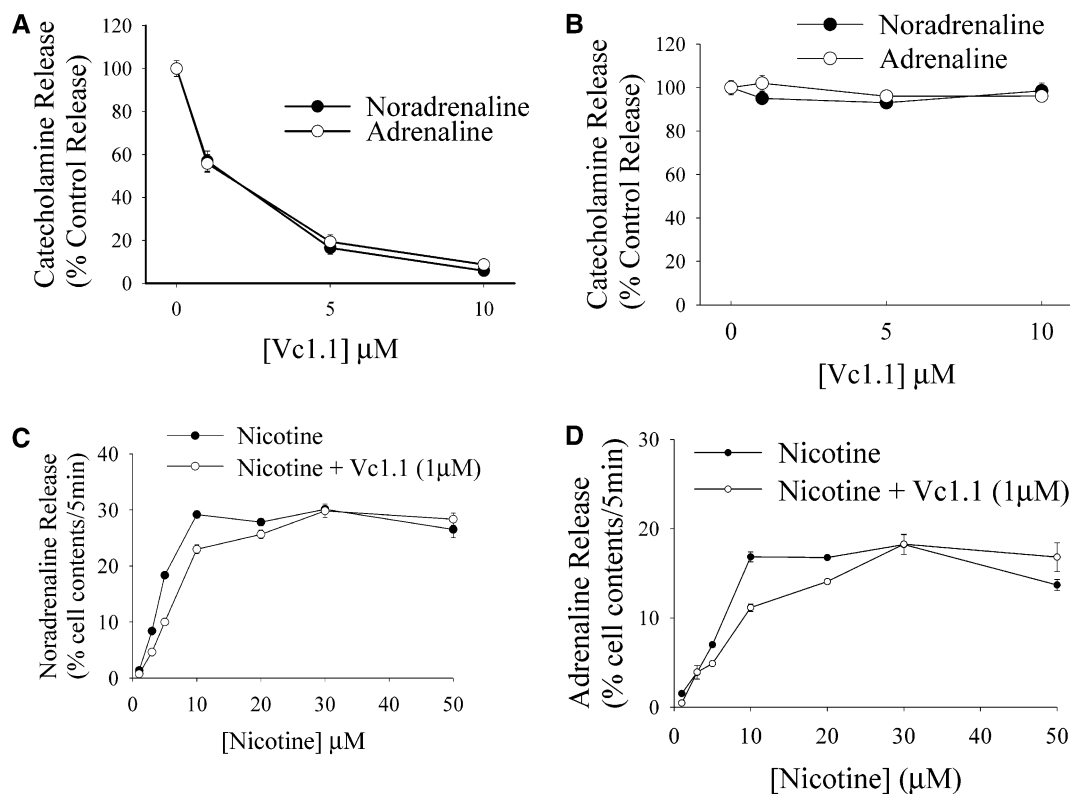 A
Catecholamine Release
(% Control Release)
120
100
80
60
40
20
0
Noradrenaline
Adrenaline
0 5 10
[Vc1.1] μM
B
Catecholamine Release
(% Control Release)
Noradrenaline
Adrenaline
120
100
80
60
40
20
0
0 5 10
[Vc1.1] μM
C
Noradrenaline Release
(% cell contents/5min)
Nicotine
Nicotine + Vc1.1 (1μM)
40
30
20
10
0
0 10 20 30 40 50
[Nicotine] μM
D
Adrenaline Release
(% cell contents/5min)
30
20
10
0
Nicotine
Nicotine + Vc1.1 (1μM)
0 10 20 30 40 50
[Nicotine] (μM)